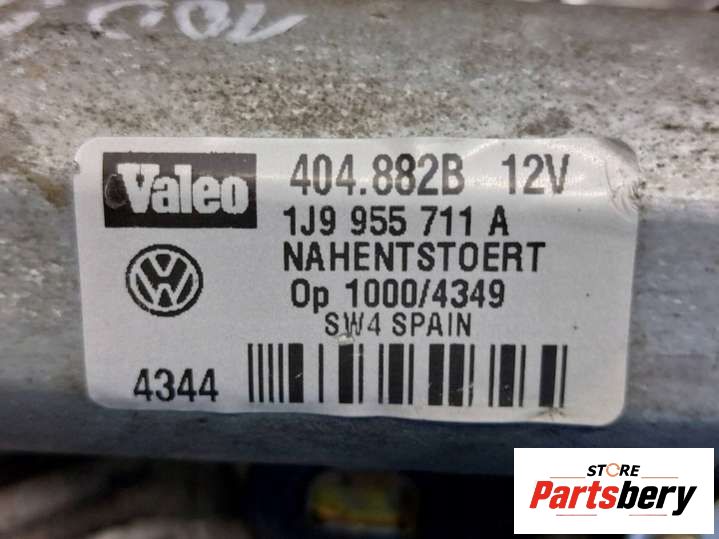 Valeo 404.882B 12V
1J9 955 711 A
NAHENTSTOERT
Op 1000/4349
SW4 SPAIN
4344
STORE
Partsbery